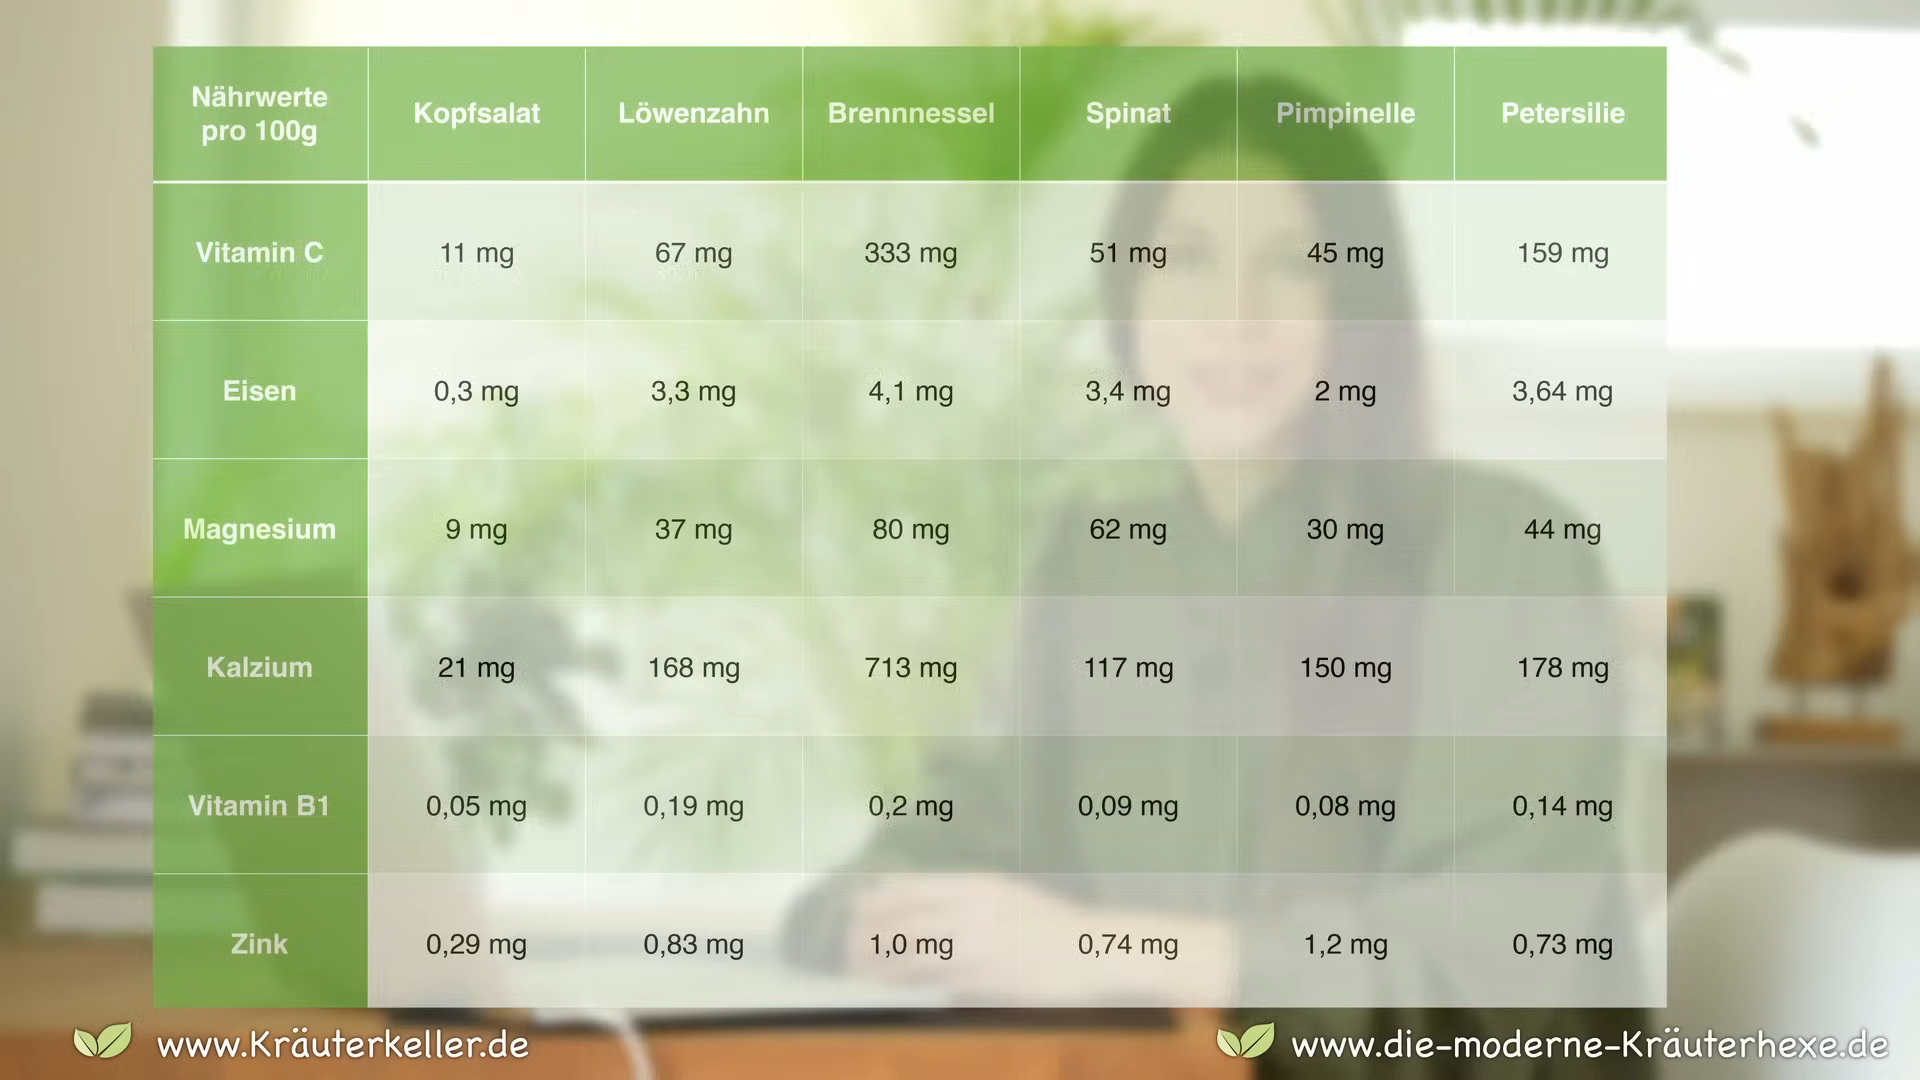 Nährwerte
pro 100g
Kopfsalat
Löwenzahn
Brennnessel
Spinat
Pimpinelle
Petersilie
Vitamin C
11 mg
67 mg
333 mg
51 mg
45 mg
159 mg
Eisen
0,3 mg
3,3 mg
4,1 mg
3,4 mg
2 mg
3,64 mg
Magnesium
9 mg
37 mg
80 mg
62 mg
30 mg
44 mg
Kalzium
21 mg
168 mg
713 mg
117 mg
150 mg
178 mg
Vitamin B1
0,05 mg
0,19 mg
0,2 mg
0,09 mg
0,08 mg
0,14 mg
Zink
0,29 mg
0,83 mg
1,0 mg
0,74 mg
1,2 mg
0,73 mg
www.Kräuterkeller.de
www.die-moderne-Kräuterhexe.de